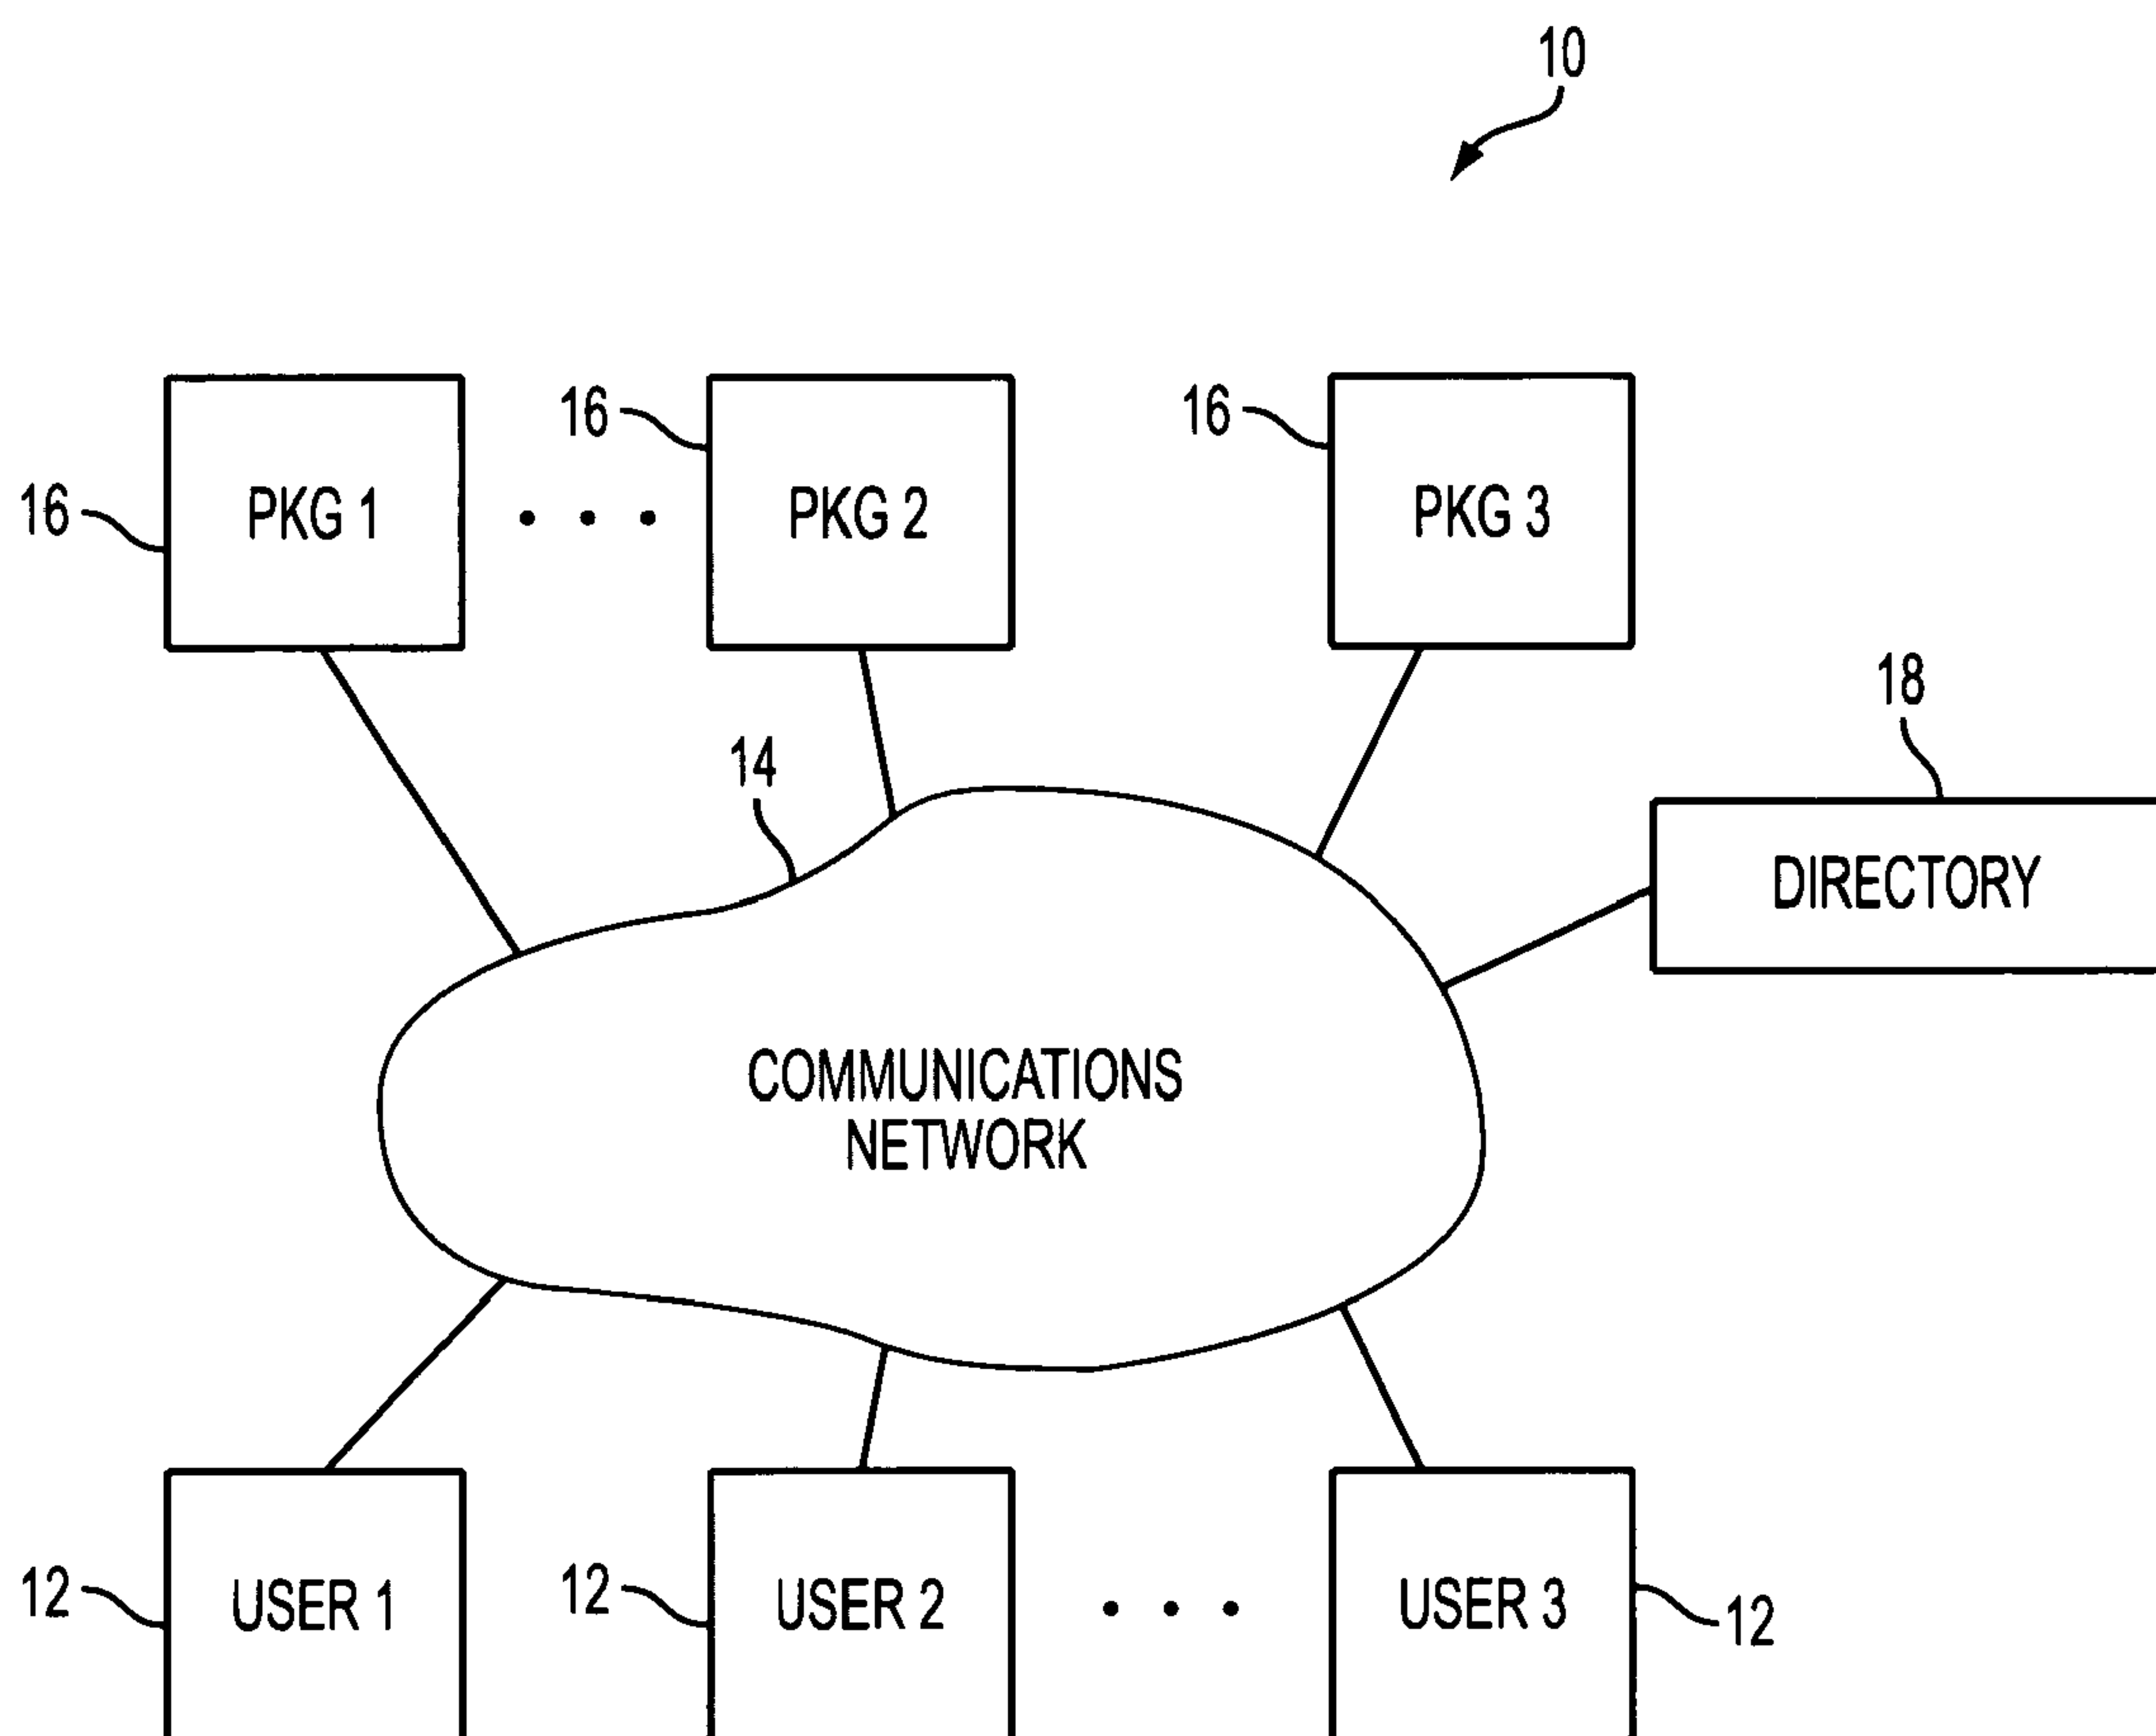 10
16
16
16
PKG 1
PKG 2
PKG 3
18
14
DIRECTORY
COMMUNICATIONS
NETWORK
12
12
USER 1
USER 2
USER 3
12